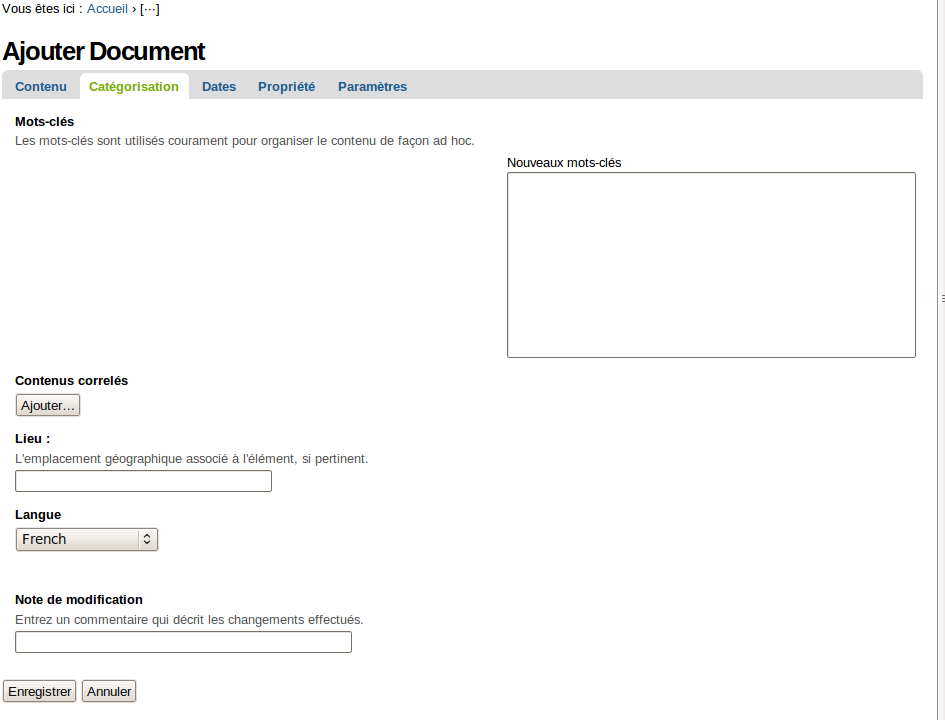 Vous êtes ici : Accueil › [···]
Ajouter Document
Contenu Catégorisation Dates Propriété Paramètres
Mots-clés
Les mots-clés sont utilisés courament pour organiser le contenu de façon ad hoc.
Nouveaux mots-clés
Contenus correlés
Ajouter...
Lieu :
L'emplacement géographique associé à l'élément, si pertinent.
Langue
French
Note de modification
Entrez un commentaire qui décrit les changements effectués.
Enregistrer Annuler